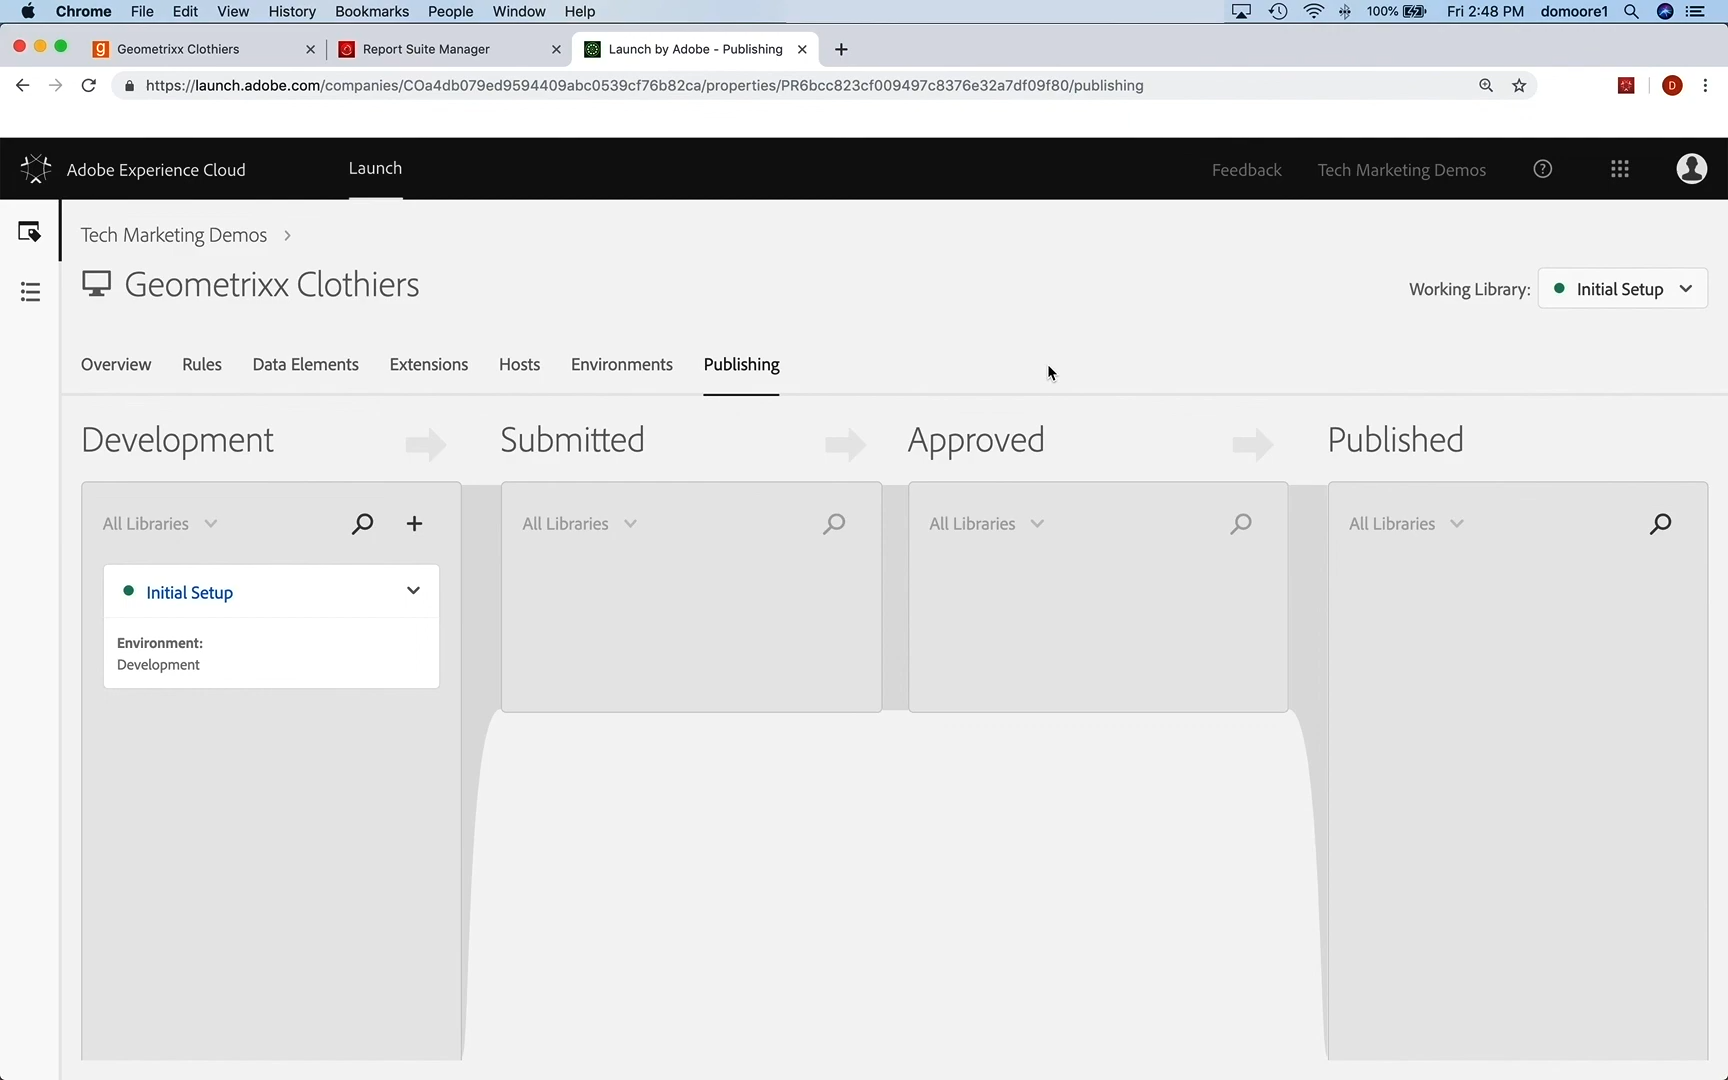 Chrome File Edit View History Bookmarks People Window Help 100% Fri 2:48 PM domoore1
Geometrixx Clothiers Report Suite Manager Launch by Adobe - Publishing
https://launch.adobe.com/companies/COa4db079ed9594409abc0539cf76b82ca/properties/PR6bcc823cf009497c8376e32a7df09f80/publishing D
Adobe Experience Cloud Launch Feedback Tech Marketing Demos
Tech Marketing Demos
Geometrixx Clothiers
Working Library: Initial Setup
Overview Rules Data Elements Extensions Hosts Environments Publishing
Development Submitted Approved Published
All Libraries All Libraries All Libraries All Libraries
Initial Setup
Environment:
Development